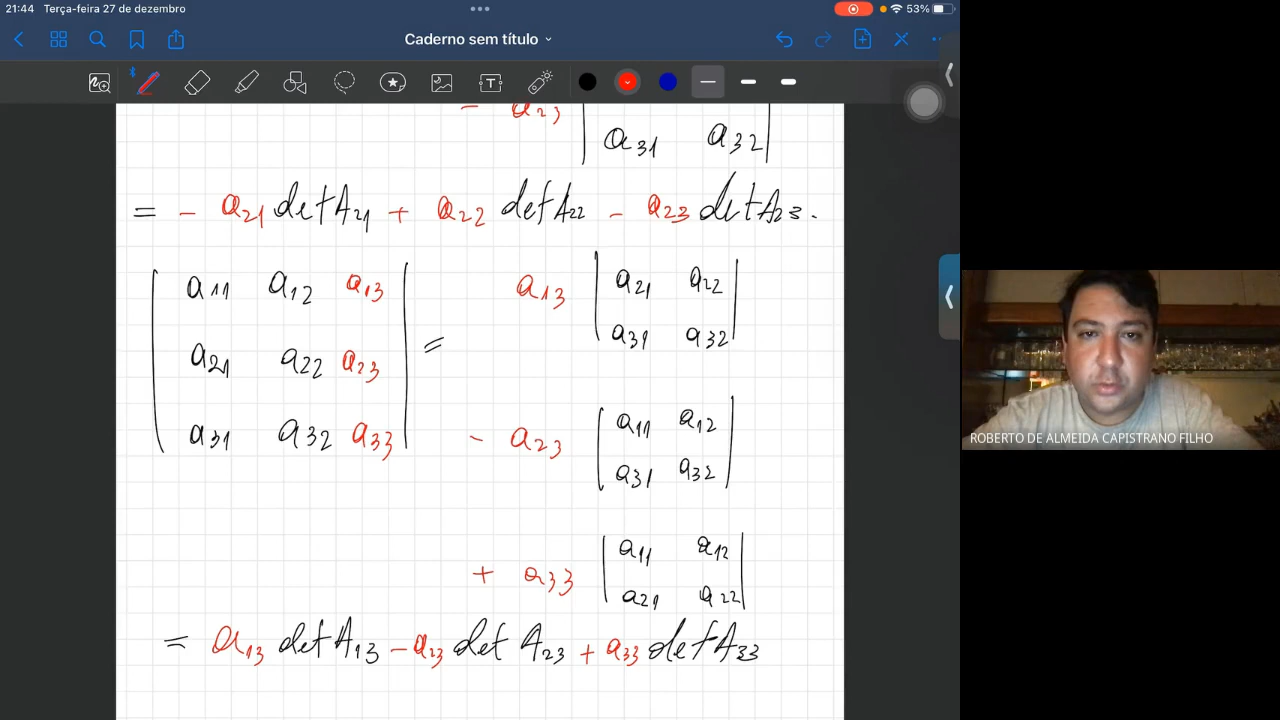 21:44 Terça-feira 27 de dezembro 53%
Caderno sem título
- a23
a31 a32
= - a21 det A21 + a22 det A22 - a23 det A23.
a11 a12 a13
a21 a22 a23
a31 a32 a33
=
a13 | a21 a22 |
| a31 a32 |
- a23 | a11 a12 |
| a31 a32 |
+ a33 | a11 a12 |
| a21 a22 |
= a13 det A13 - a23 det A23 + a33 det A33
ROBERTO DE ALMEIDA CAPISTRANO FILHO